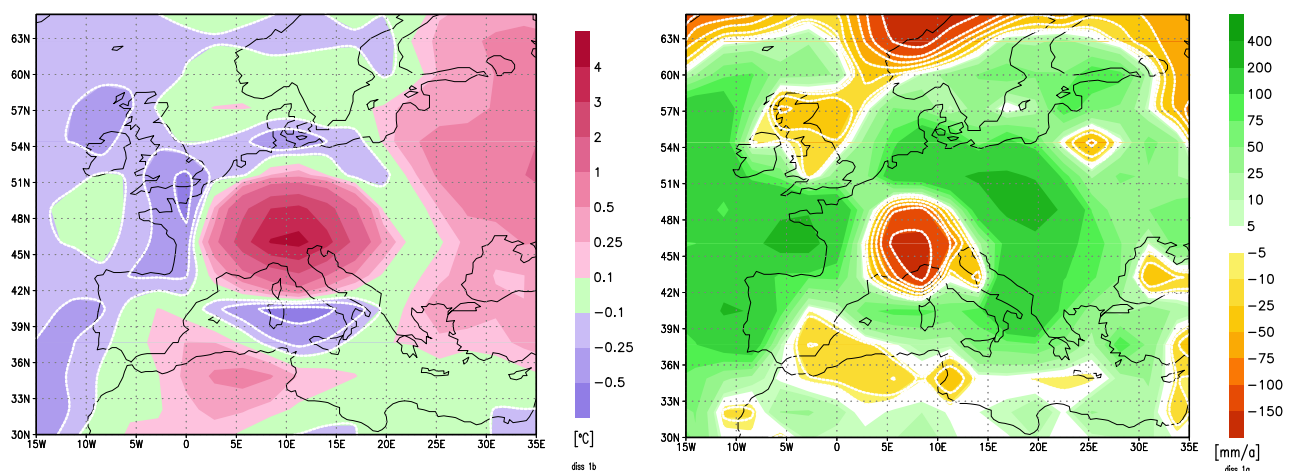 63N
60N
57N
54N
51N
48N
45N
42N
39N
36N
33N
30N
15W 10W 5W 0 5E 10E 15E 20E 25E 30E 35E
4
3
2
1
0.5
0.25
0.1
−0.1
−0.25
−0.5
[°C]
diss 1b
63N
60N
57N
54N
51N
48N
45N
42N
39N
36N
33N
30N
15W 10W 5W 0 5E 10E 15E 20E 25E 30E 35E
400
200
100
75
50
25
10
5
−5
−10
−25
−50
−75
−100
−150
[mm/a]
diss 1a